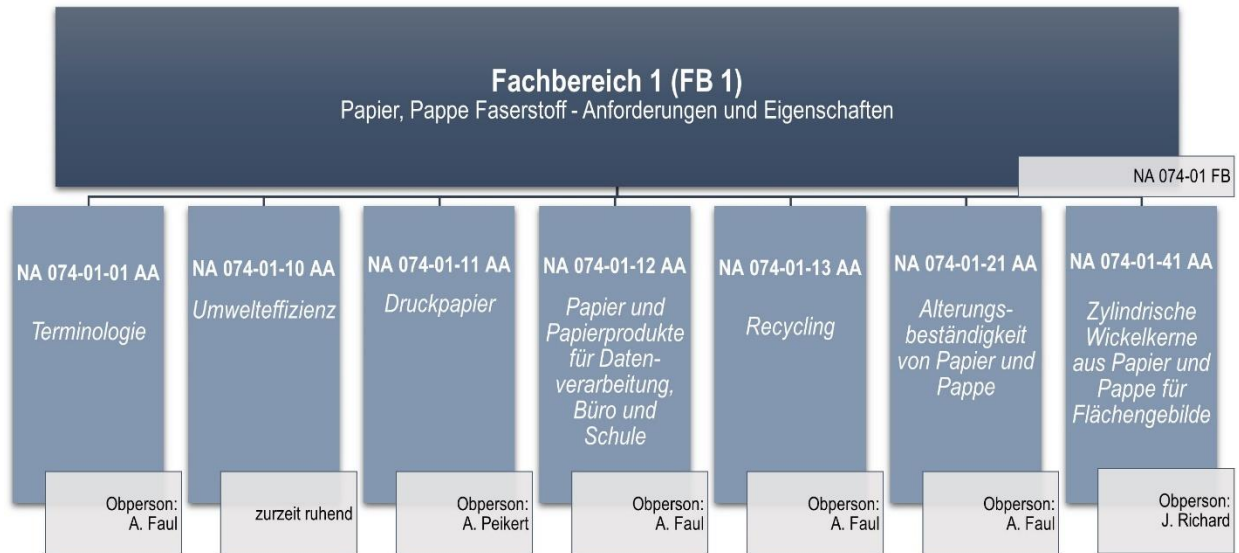 Fachbereich 1 (FB 1)
Papier, Pappe Faserstoff - Anforderungen und Eigenschaften
NA 074-01 FB
NA 074-01-01 AA
Terminologie
Obperson:
A. Faul
NA 074-01-10 AA
Umwelteffizienz
zurzeit ruhend
NA 074-01-11 AA
Druckpapier
Obperson:
A. Peikert
NA 074-01-12 AA
Papier und
Papierprodukte
für Daten-
verarbeitung,
Büro und
Schule
Obperson:
A. Faul
NA 074-01-13 AA
Recycling
Obperson:
A. Faul
NA 074-01-21 AA
Alterungs-
beständigkeit
von Papier und
Pappe
Obperson:
A. Faul
NA 074-01-41 AA
Zylindrische
Wickelkerne
aus Papier und
Pappe für
Flächengebilde
Obperson:
J. Richard